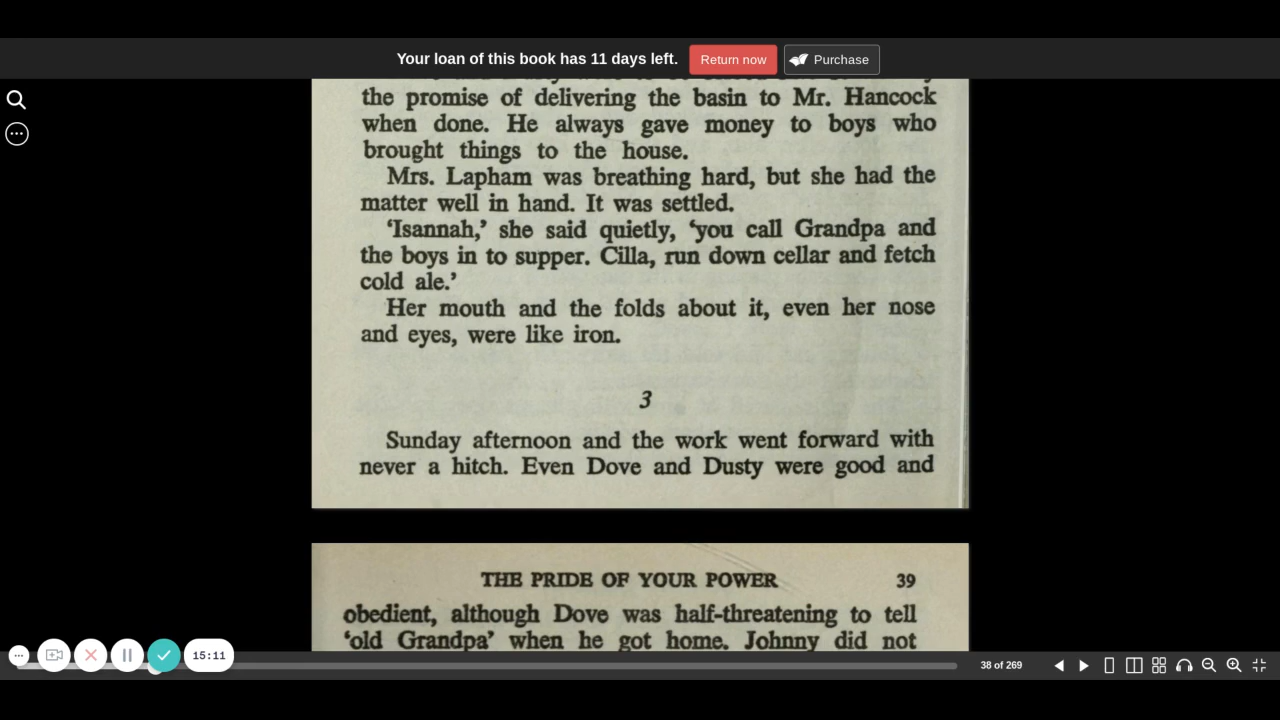 Your loan of this book has 11 days left. Return now Purchase
the promise of delivering the basin to Mr. Hancock
when done. He always gave money to boys who
brought things to the house.
Mrs. Lapham was breathing hard, but she had the
matter well in hand. It was settled.
‘Isannah,’ she said quietly, ‘you call Grandpa and
the boys in to supper. Cilla, run down cellar and fetch
cold ale.’
Her mouth and the folds about it, even her nose
and eyes, were like iron.
3
Sunday afternoon and the work went forward with
never a hitch. Even Dove and Dusty were good and
THE PRIDE OF YOUR POWER 39
obedient, although Dove was half-threatening to tell
‘old Grandpa’ when he got home. Johnny did not
15:11
38 of 269